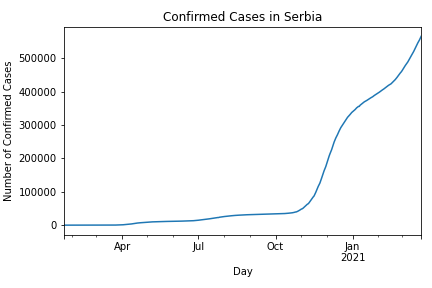 Confirmed Cases in Serbia
Number of Confirmed Cases
500000
400000
300000
200000
100000
0
Apr
Jul
Oct
Jan
2021
Day